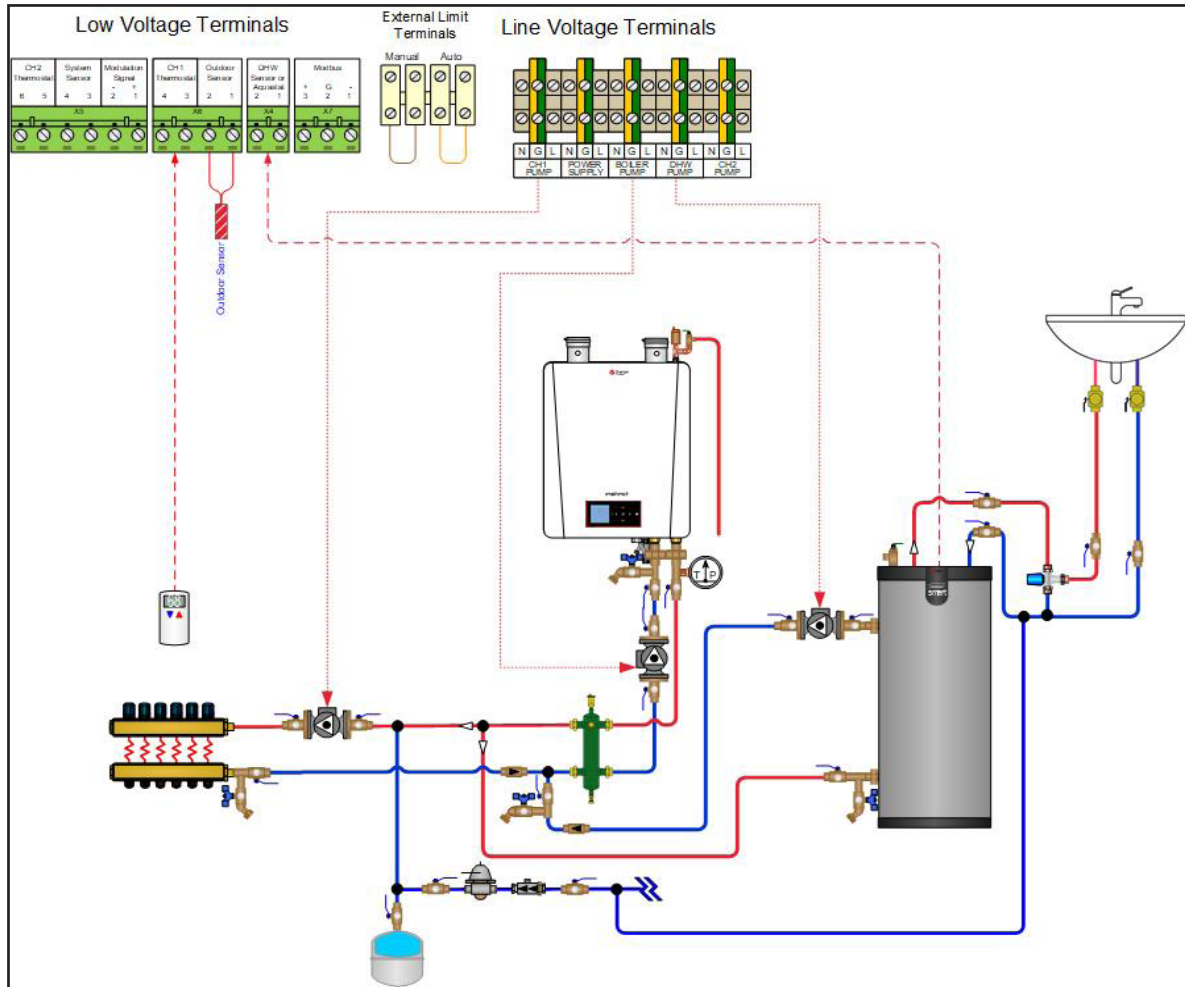 Low Voltage Terminals
External Limit
Terminals
Line Voltage Terminals
Manual Auto
CH2
Thermostat
6 5
System
Sensor
4 3
Modulation
Signal
- +
2 1
X5
CH1
Thermostat
4 3
Outdoor
Sensor
2 1
X6
DHW
Sensor or
Aquastat
2 1
X4
Modbus
+ G -
3 2 1
X7
N G L N G L N G L N G L N G L
CH1
PUMP
POWER
SUPPLY
BOILER
PUMP
DHW
PUMP
CH2
PUMP
Outdoor Sensor
T P
smart